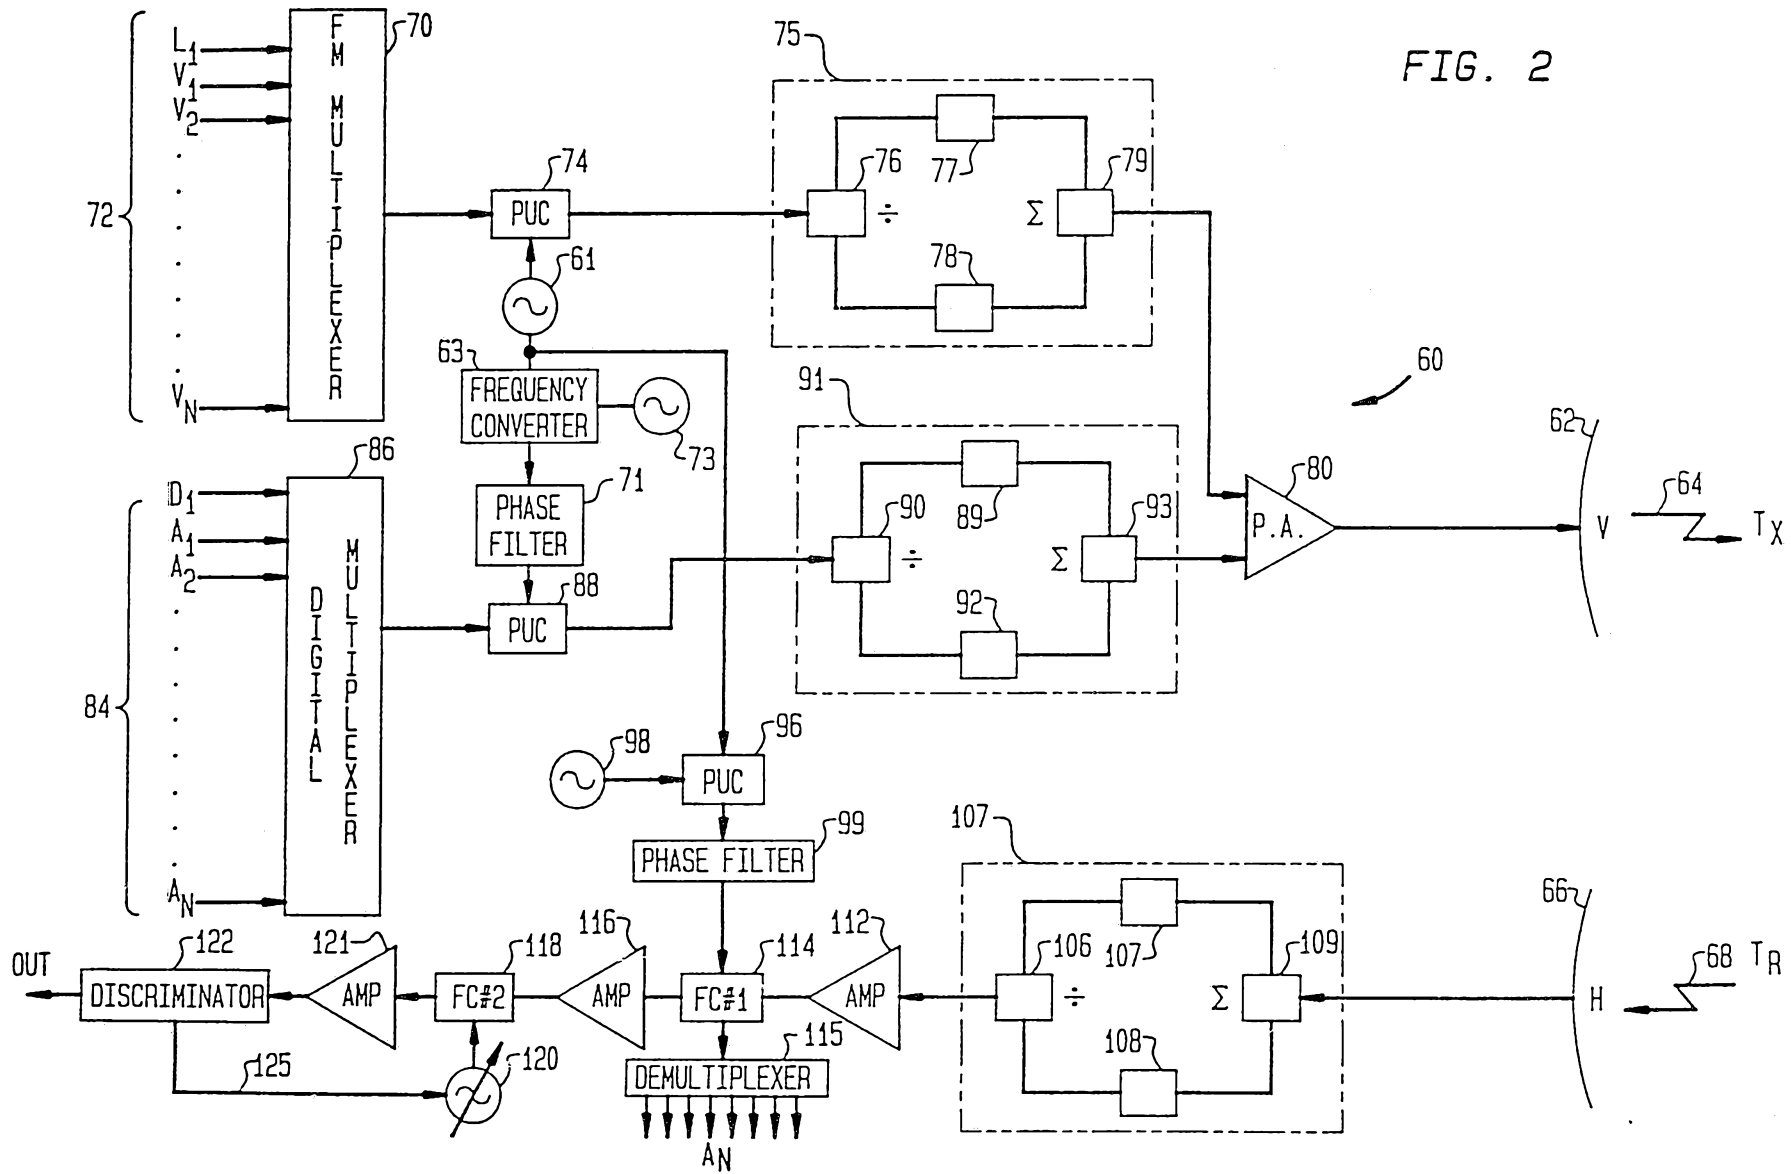 FIG. 2
72
L1
V1
V2
VN
FM MULTIPLEXER
70
74
PUC
61
63
FREQUENCY
CONVERTER
73
71
PHASE
FILTER
88
PUC
75
76
÷
77
78
Σ
79
91
90
÷
89
92
Σ
93
80
P.A.
60
62
V
64
TX
84
D1
A1
A2
AN
86
DIGITAL
MULTIPLEXER
98
96
PUC
99
PHASE FILTER
107
106
÷
107
108
Σ
109
66
H
68
TR
OUT
122
DISCRIMINATOR
121
AMP
118
FC#2
116
AMP
114
FC#1
112
AMP
115
DEMULTIPLEXER
AN
125
120